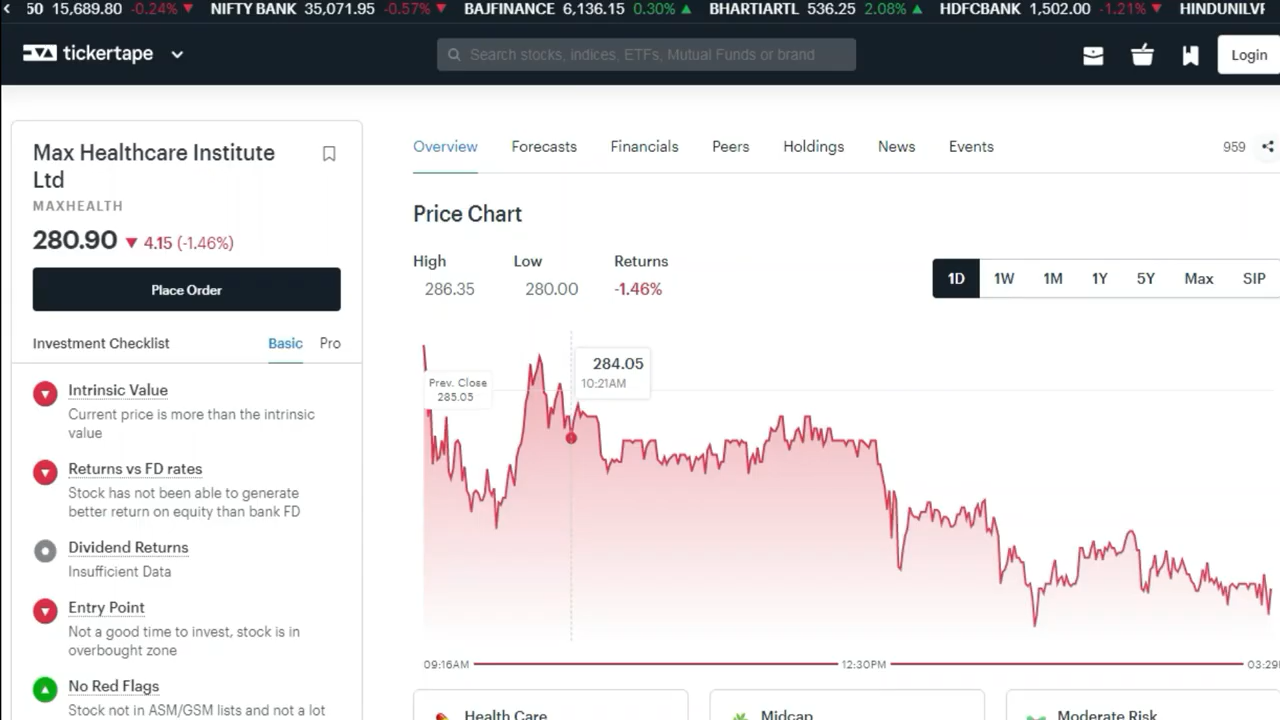 50 15,689.80 -0.24% ▼ NIFTY BANK 35,071.95 -0.57% ▼ BAJFINANCE 6,136.15 0.30% ▲ BHARTIARTL 536.25 2.08% ▲ HDFCBANK 1,502.00 -1.21% ▼ HINDUNILVR
tickertape
Search stocks, indices, ETFs, Mutual Funds or brand
Login
Max Healthcare Institute
Ltd
MAXHEALTH
280.90 ▼ 4.15 (-1.46%)
Place Order
Investment Checklist Basic Pro
Intrinsic Value
Current price is more than the intrinsic
value
Returns vs FD rates
Stock has not been able to generate
better return on equity than bank FD
Dividend Returns
Insufficient Data
Entry Point
Not a good time to invest, stock is in
overbought zone
No Red Flags
Stock not in ASM/GSM lists and not a lot
Overview Forecasts Financials Peers Holdings News Events 959
Price Chart
High Low Returns
286.35 280.00 -1.46%
1D 1W 1M 1Y 5Y Max SIP
284.05
10:21AM
Prev. Close
285.05
09:16AM 12:30PM 03:29
Health Care Midcap Moderate Risk